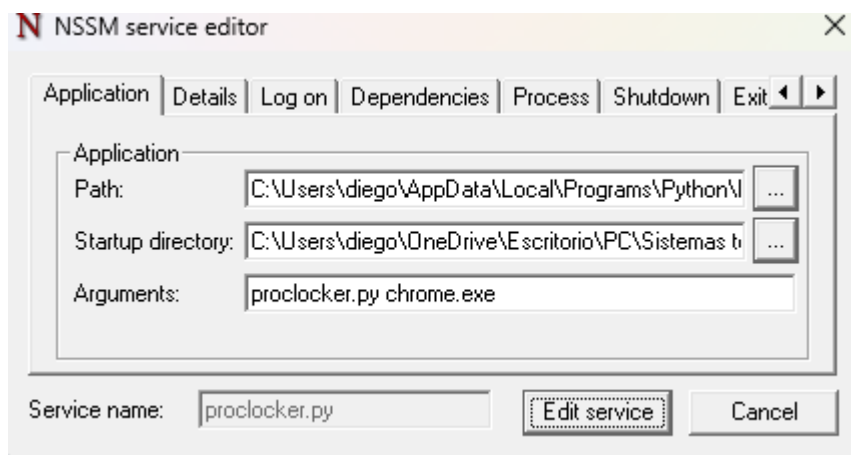 N NSSM service editor
Application Details Log on Dependencies Process Shutdown Exit
Application
Path: C:\Users\diego\AppData\Local\Programs\Python\ ...
Startup directory: C:\Users\diego\OneDrive\Escritorio\PC\Sistemas ...
Arguments: proclocker.py chrome.exe
Service name: proclocker.py Edit service Cancel